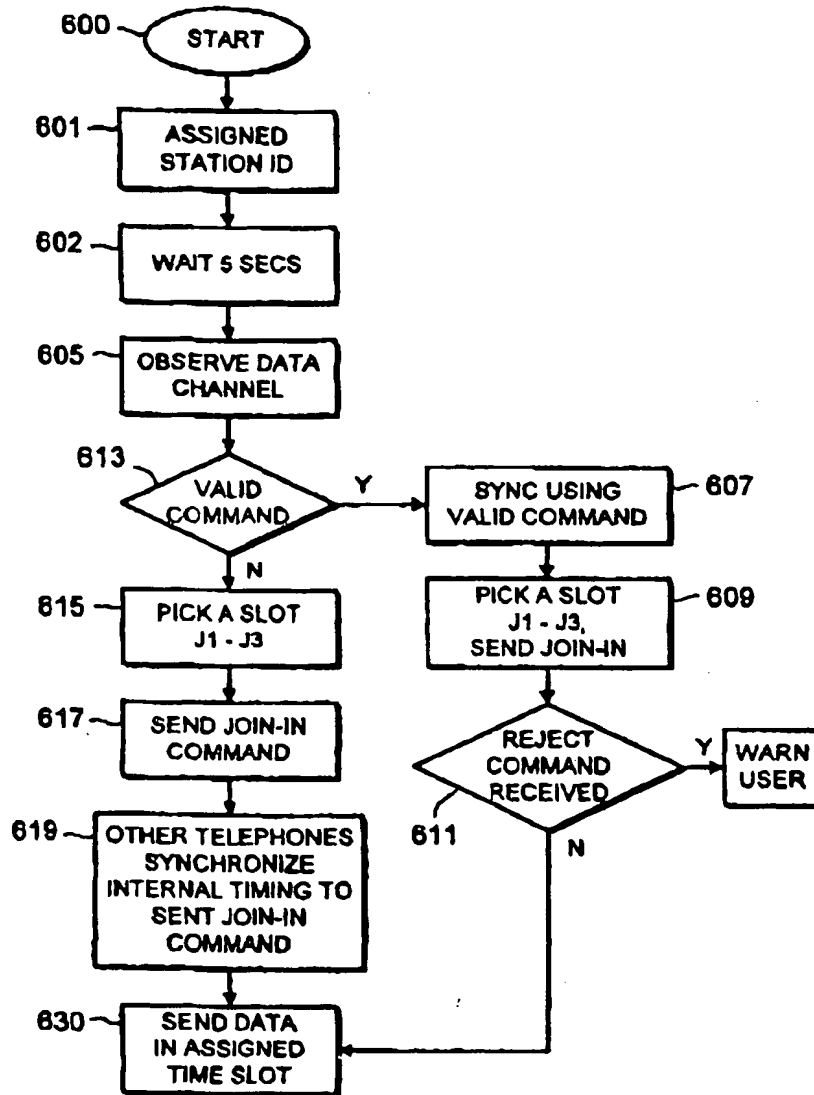 600
START
601
ASSIGNED
STATION ID
602
WAIT 5 SECS
605
OBSERVE DATA
CHANNEL
613
VALID
COMMAND
Y
SYNC USING
VALID COMMAND
607
N
615
PICK A SLOT
J1 - J3
PICK A SLOT
J1 - J3,
SEND JOIN-IN
609
617
SEND JOIN-IN
COMMAND
REJECT
COMMAND
RECEIVED
611
Y
WARN
USER
N
619
OTHER TELEPHONES
SYNCHRONIZE
INTERNAL TIMING TO
SENT JOIN-IN
COMMAND
630
SEND DATA
IN ASSIGNED
TIME SLOT